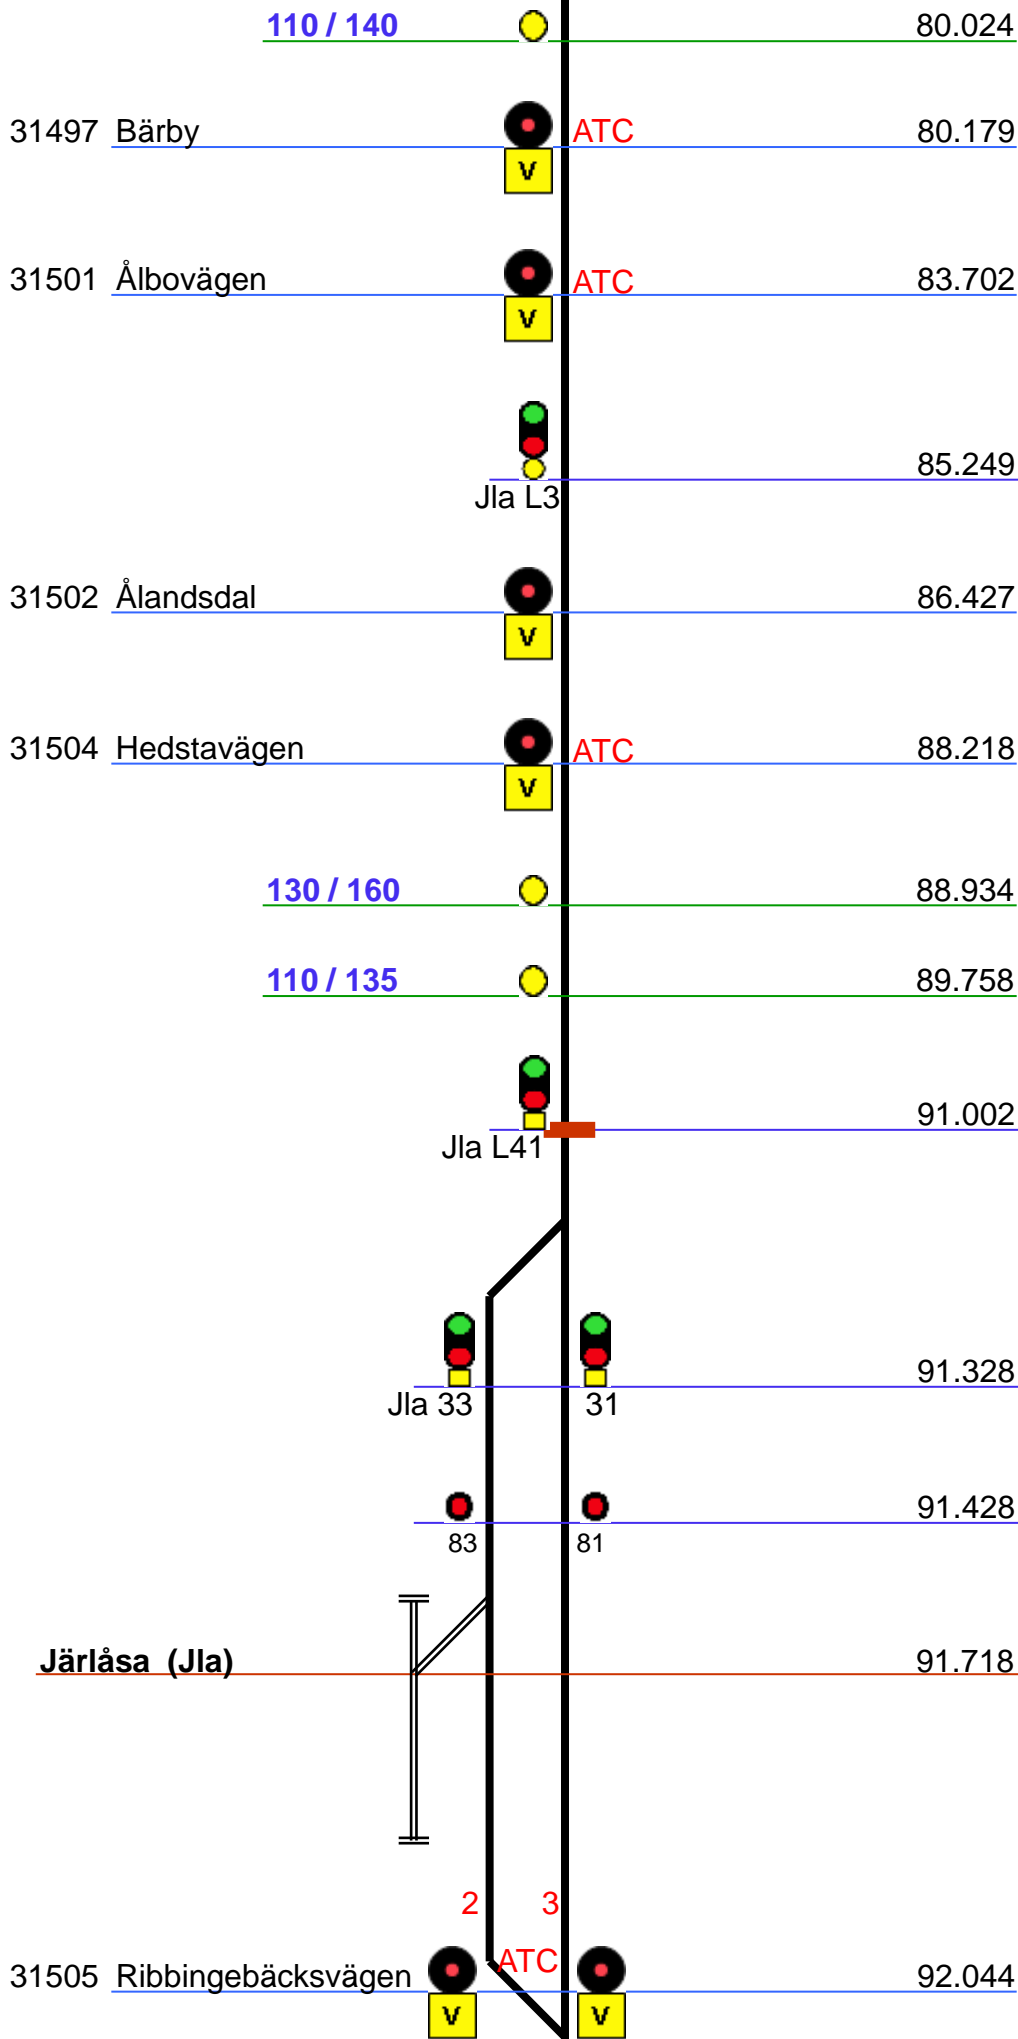 110 / 140 80.024
31497 Bärby ATC 80.179
V
31501 Ålbovägen ATC 83.702
V
85.249
Jla L3
31502 Ålandsdal 86.427
V
31504 Hedstavägen ATC 88.218
V
130 / 160 88.934
110 / 135 89.758
91.002
Jla L41
91.328
Jla 33 31
91.428
83 81
Järlåsa (Jla) 91.718
2 3
ATC
31505 Ribbingebäcksvägen 92.044
V V